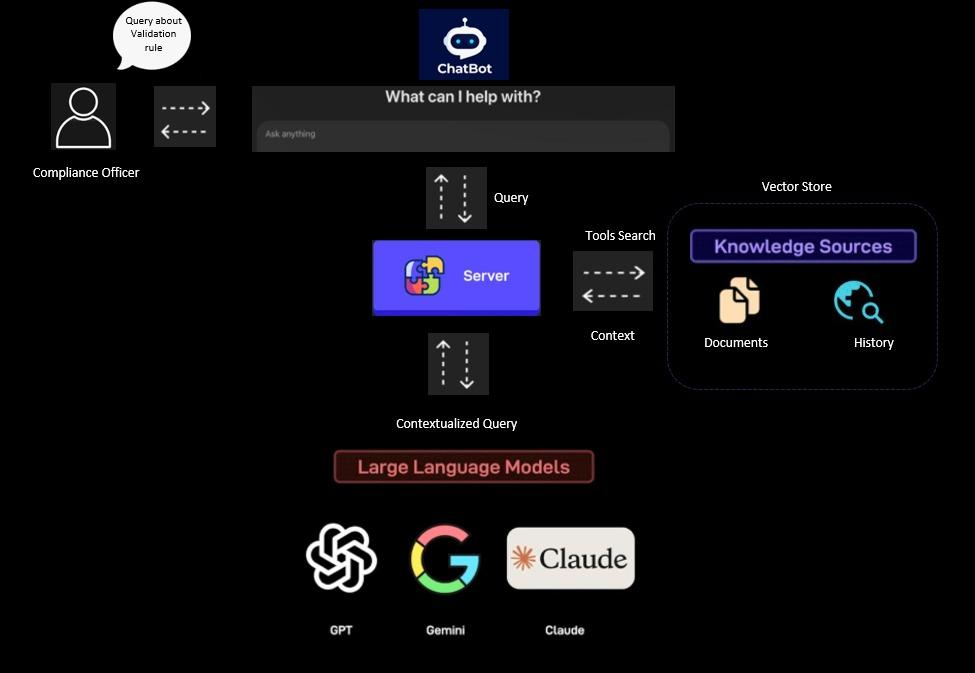 Query about
Validation
rule
ChatBot
What can I help with?
Ask anything
Compliance Officer
Query
Vector Store
Tools Search
Knowledge Sources
Server
Context
Documents
History
Contextualized Query
Large Language Models
Claude
GPT
Gemini
Claude